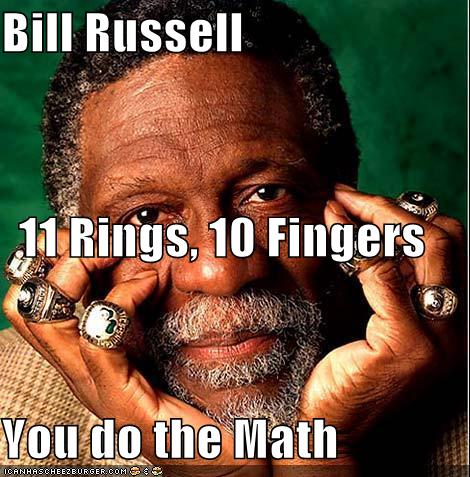 Bill Russell
11 Rings, 10 Fingers
You do the Math
ICANHASCHEEZBURGER.COM